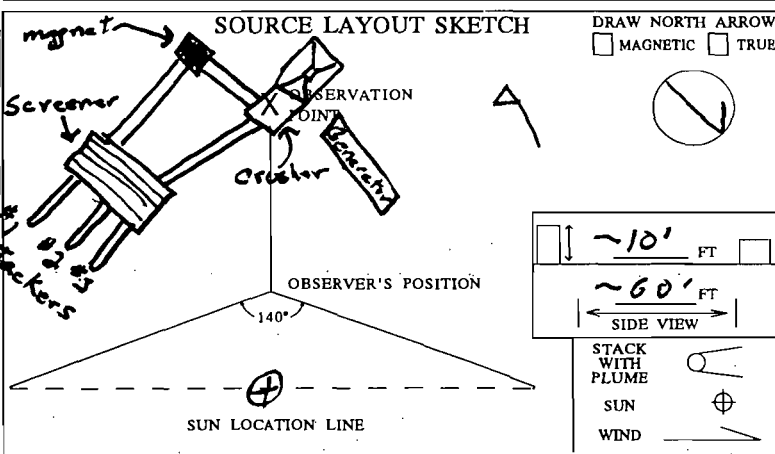 SOURCE LAYOUT SKETCH
DRAW NORTH ARROW
MAGNETIC TRUE
magnet
Screener
X OBSERVATION
POINT
Crusher
Generator
#2 #3
OBSERVER'S POSITION
140°
SUN LOCATION LINE
~10' FT
~60' FT
SIDE VIEW
STACK
WITH
PLUME
SUN
WIND